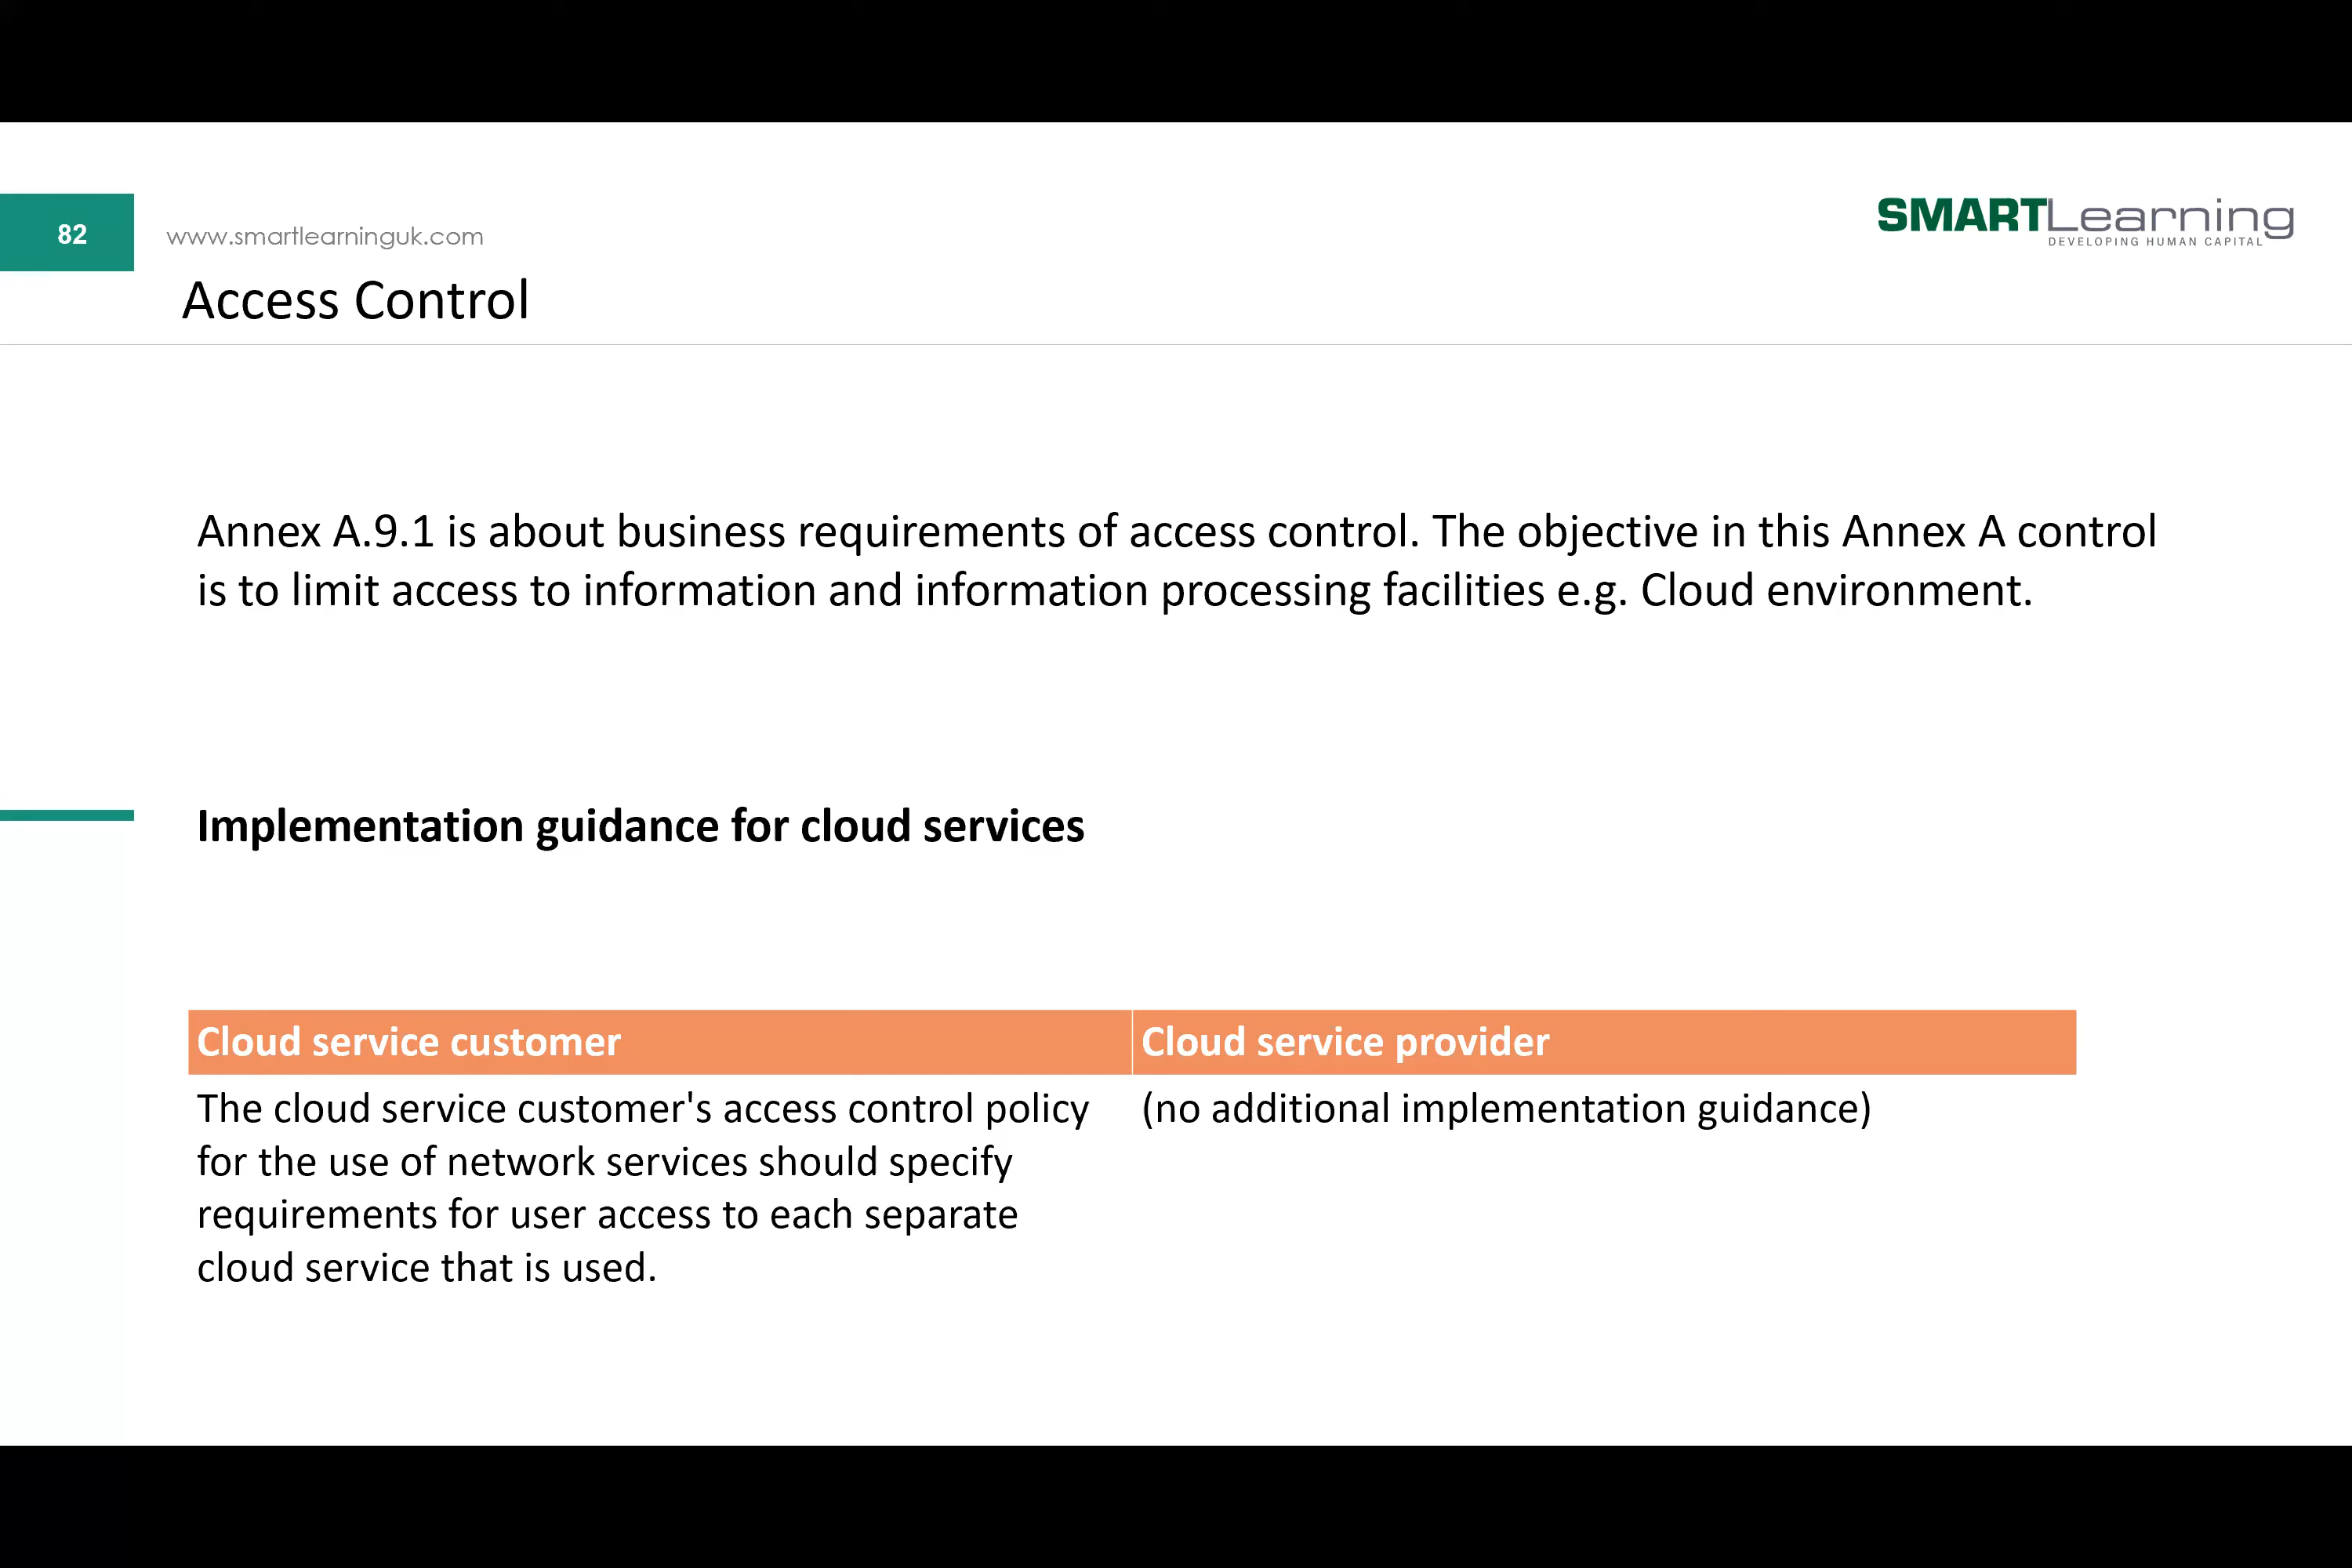 82
www.smartlearninguk.com
SMARTLearning
DEVELOPING HUMAN CAPITAL
Access Control
Annex A.9.1 is about business requirements of access control. The objective in this Annex A control
is to limit access to information and information processing facilities e.g. Cloud environment.
Implementation guidance for cloud services
Cloud service customer
Cloud service provider
The cloud service customer's access control policy
for the use of network services should specify
requirements for user access to each separate
cloud service that is used.
(no additional implementation guidance)